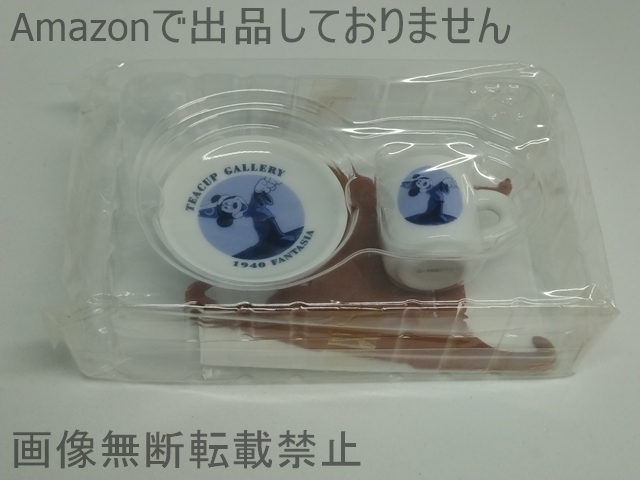 Amazonで出品しておりません
TEACUP GALLERY
1940 FANTASIA
画像無断転載禁止